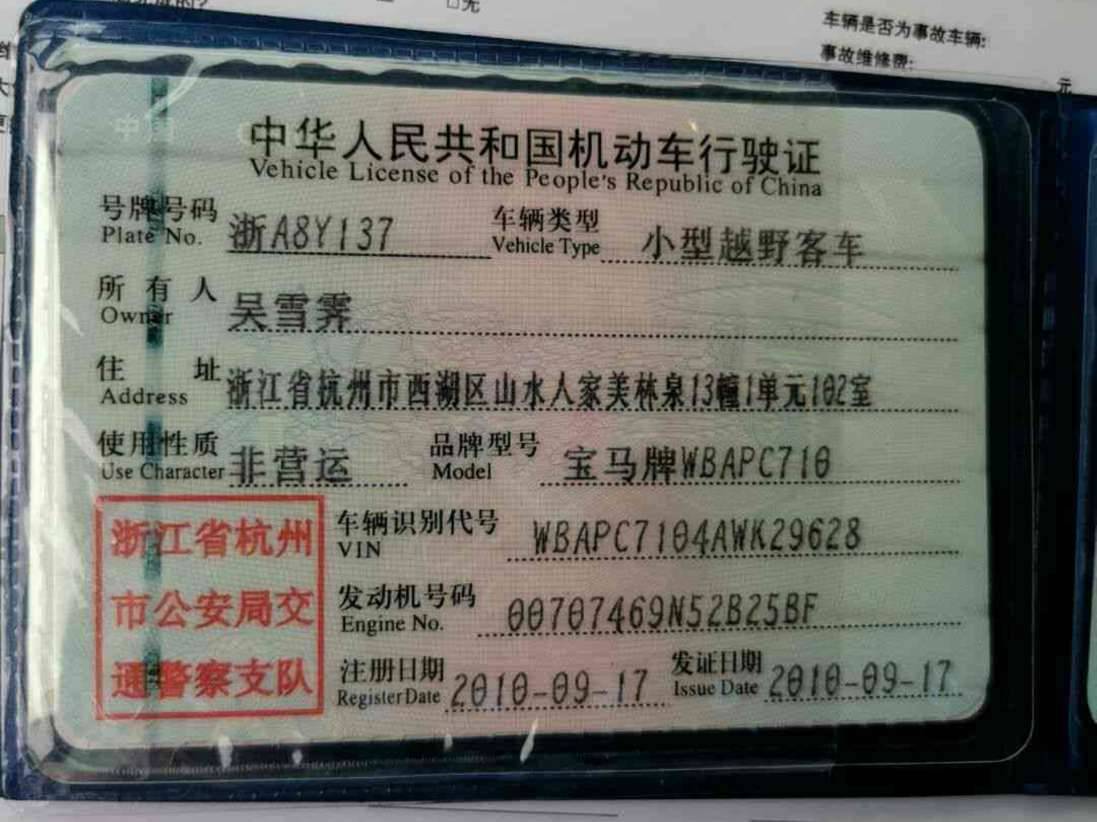 □无
车辆是否为事故车辆:
事故维修费:
元
中华人民共和国机动车行驶证
Vehicle License of the People's Republic of China
号牌号码 浙A8Y137 车辆类型 小型越野客车
Plate No. Vehicle Type
所有人 吴雪霁
Owner
住址 浙江省杭州市西湖区山水人家美林泉13幢1单元102室
Address
使用性质 非营运 品牌型号 宝马牌WBAPC710
Use Character Model
浙江省杭州
市公安局交
通警察支队
车辆识别代号 WBAPC7104AWK29628
VIN
发动机号码 00707469N52B25BF
Engine No.
注册日期 2010-09-17 发证日期 2010-09-17
Register Date Issue Date